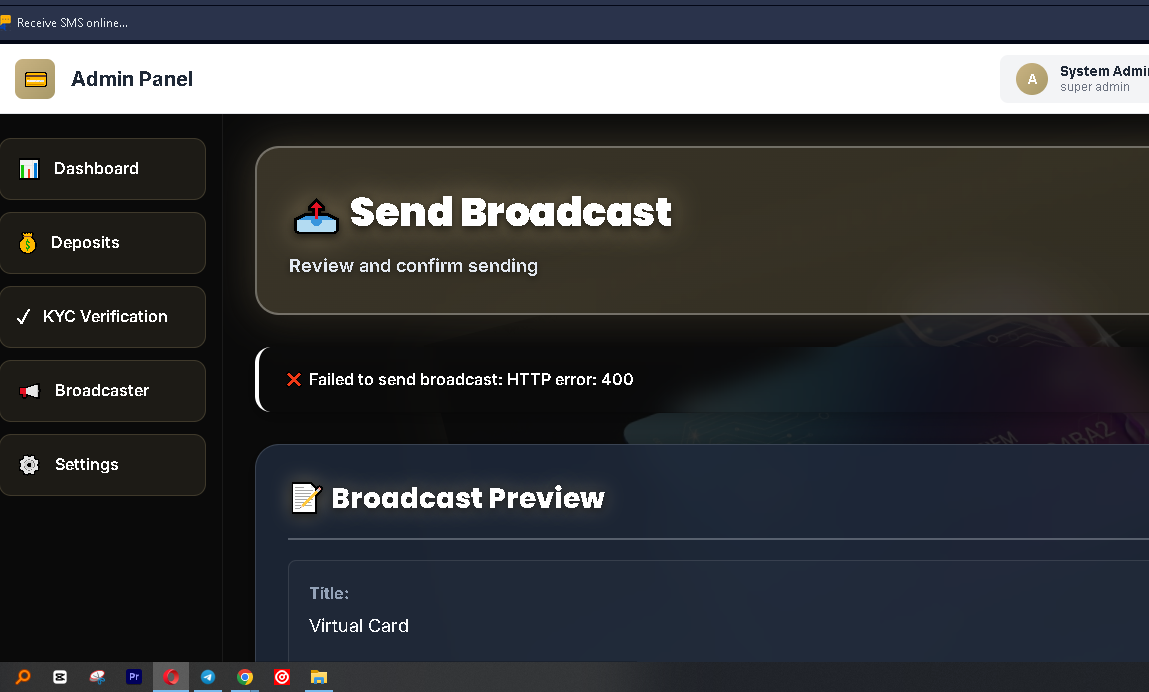 Receive SMS online...
Admin Panel
A
System Admi
super admin
Dashboard
Deposits
KYC Verification
Broadcaster
Settings
Send Broadcast
Review and confirm sending
Failed to send broadcast: HTTP error: 400
Broadcast Preview
Title:
Virtual Card
Pr